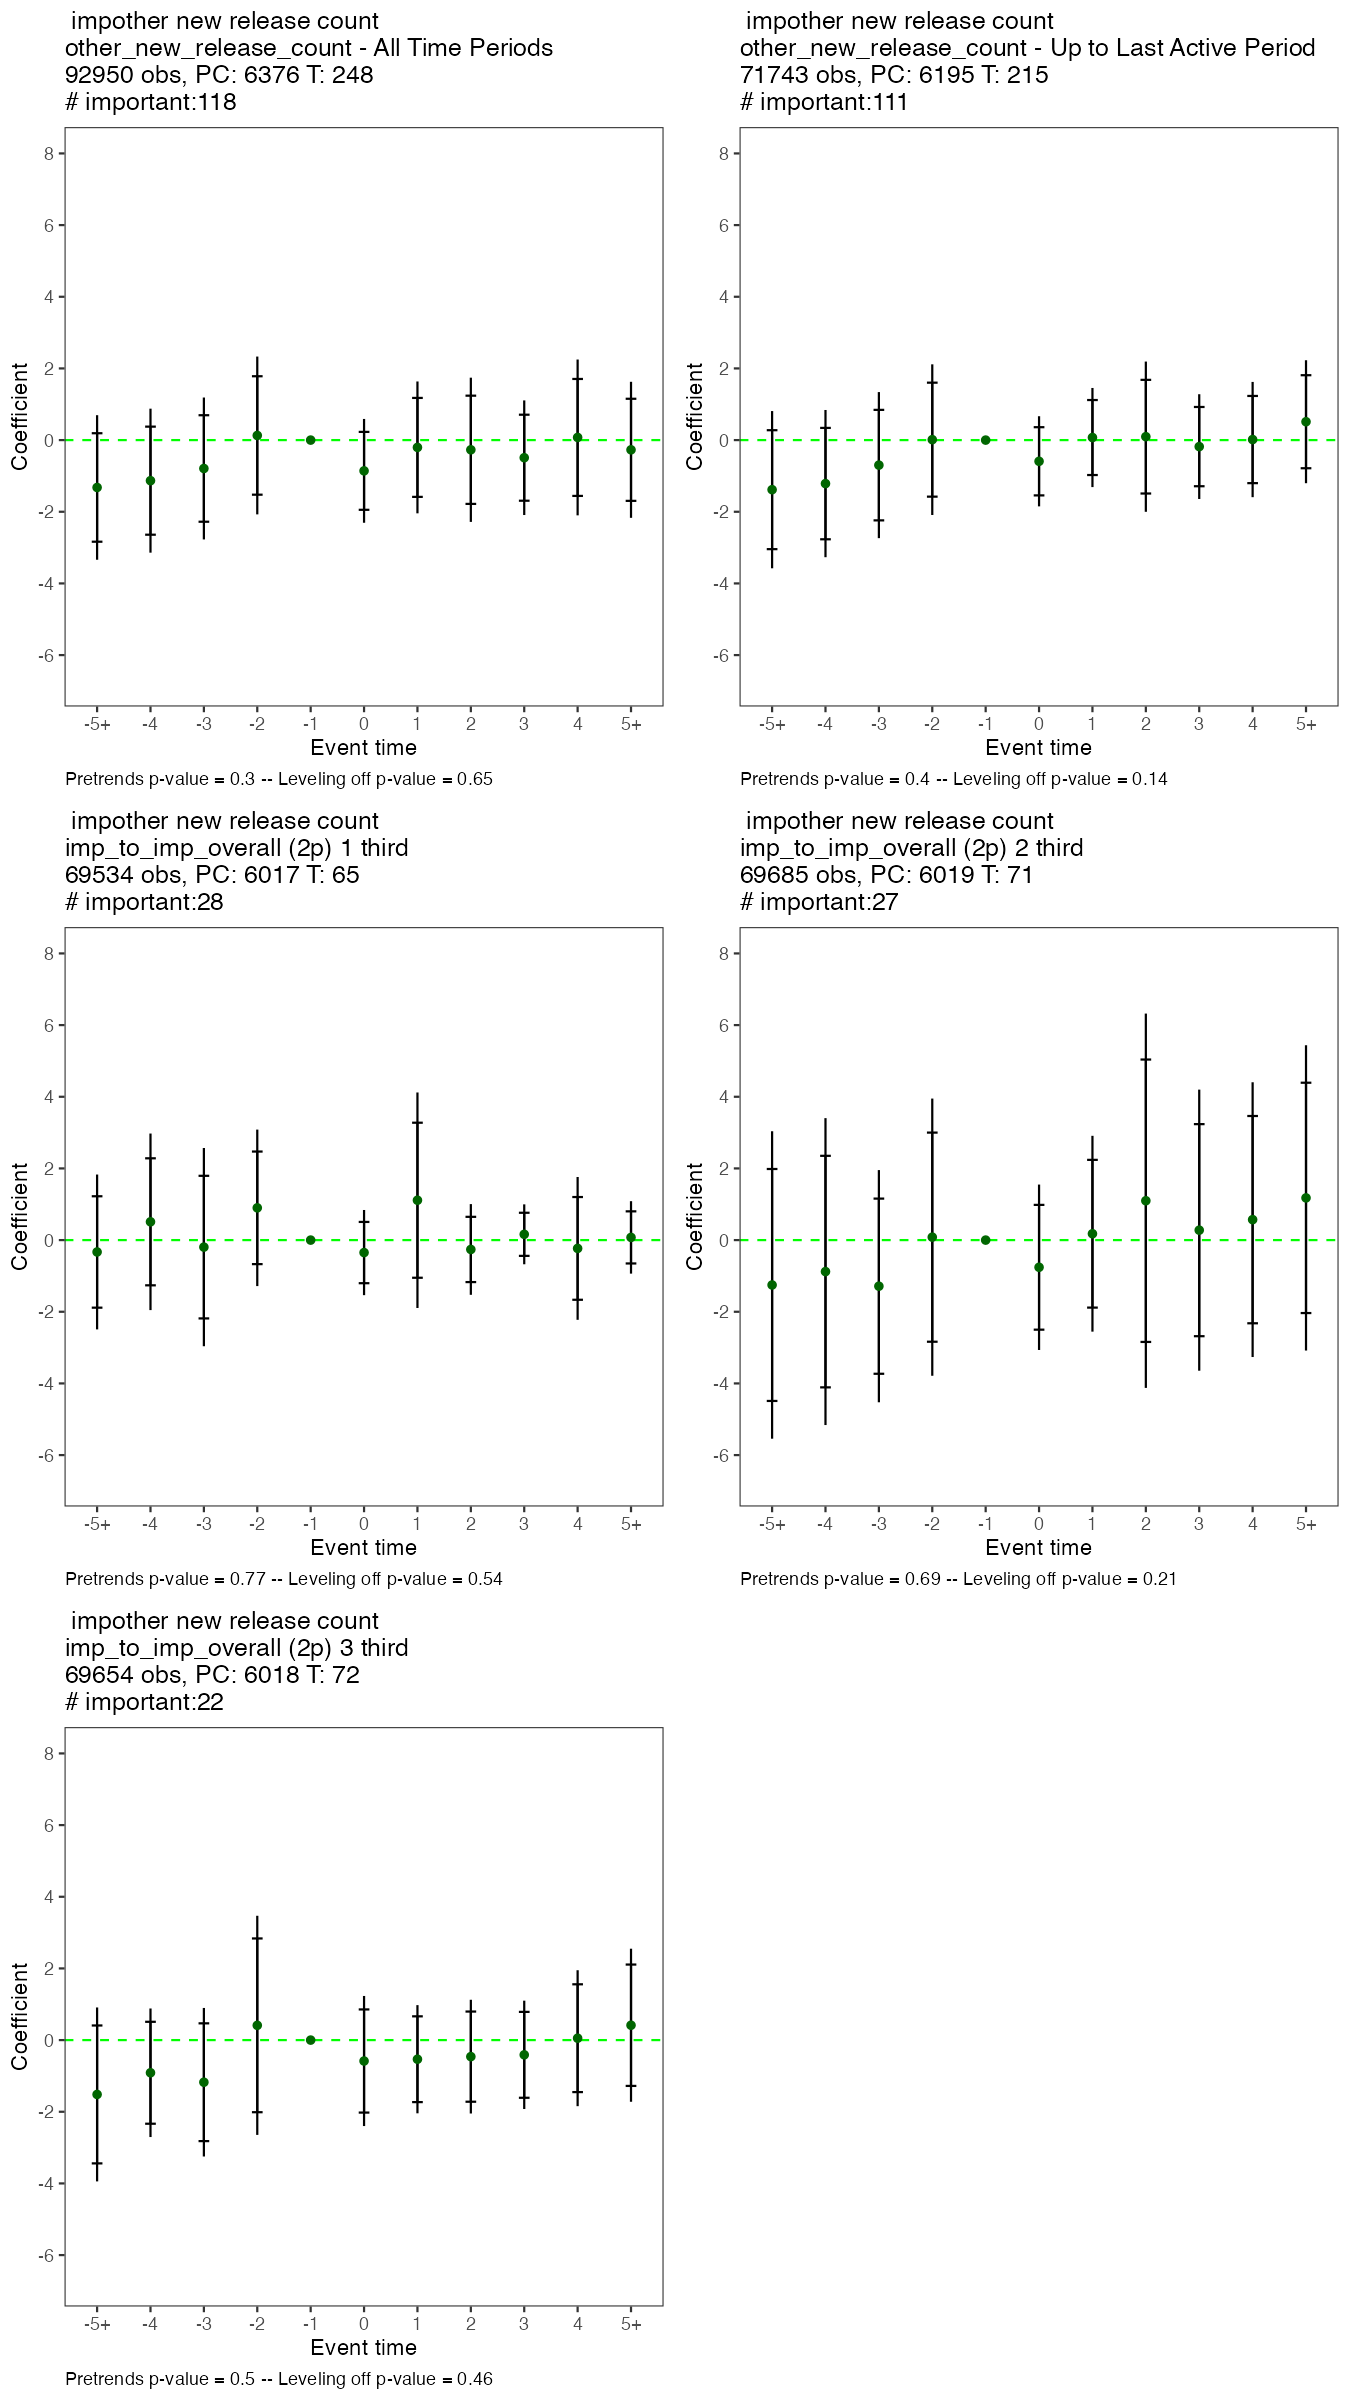 impother new release count
other_new_release_count - All Time Periods
92950 obs, PC: 6376 T: 248
# important:118
8
6
4
2
0
-2
-4
-6
Coefficient
-5+ -4 -3 -2 -1 0 1 2 3 4 5+
Event time
Pretrends p-value = 0.3 -- Leveling off p-value = 0.65
impother new release count
other_new_release_count - Up to Last Active Period
71743 obs, PC: 6195 T: 215
# important:111
8
6
4
2
0
-2
-4
-6
Coefficient
-5+ -4 -3 -2 -1 0 1 2 3 4 5+
Event time
Pretrends p-value = 0.4 -- Leveling off p-value = 0.14
impother new release count
imp_to_imp_overall (2p) 1 third
69534 obs, PC: 6017 T: 65
# important:28
8
6
4
2
0
-2
-4
-6
Coefficient
-5+ -4 -3 -2 -1 0 1 2 3 4 5+
Event time
Pretrends p-value = 0.77 -- Leveling off p-value = 0.54
impother new release count
imp_to_imp_overall (2p) 2 third
69685 obs, PC: 6019 T: 71
# important:27
8
6
4
2
0
-2
-4
-6
Coefficient
-5+ -4 -3 -2 -1 0 1 2 3 4 5+
Event time
Pretrends p-value = 0.69 -- Leveling off p-value = 0.21
impother new release count
imp_to_imp_overall (2p) 3 third
69654 obs, PC: 6018 T: 72
# important:22
8
6
4
2
0
-2
-4
-6
Coefficient
-5+ -4 -3 -2 -1 0 1 2 3 4 5+
Event time
Pretrends p-value = 0.5 -- Leveling off p-value = 0.46